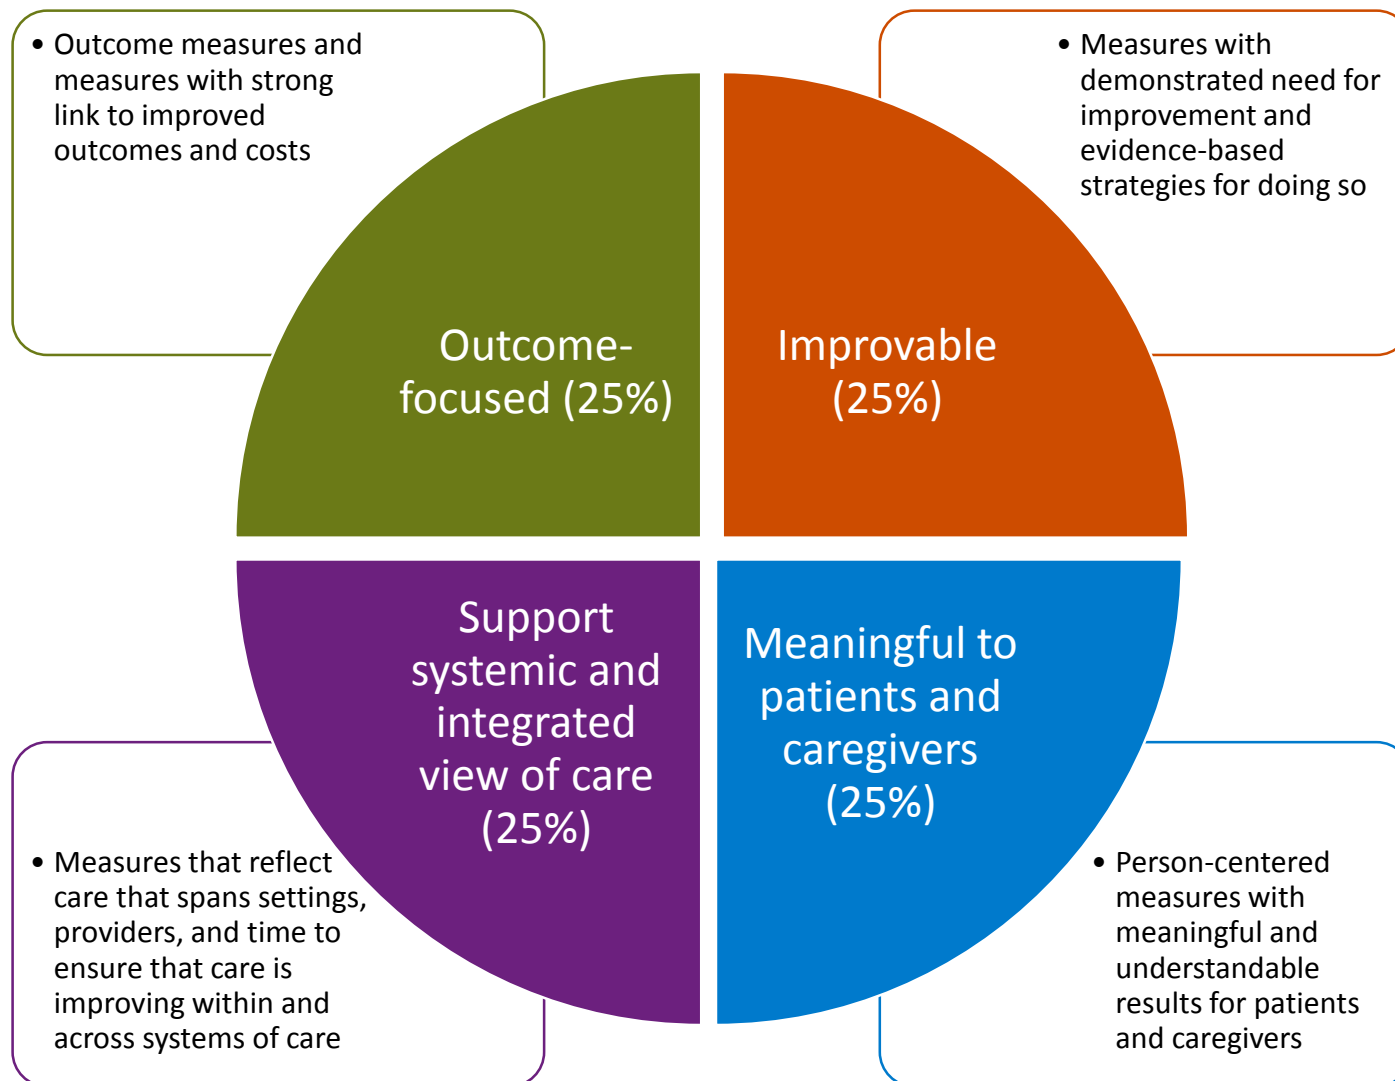 • Outcome measures and
measures with strong
link to improved
outcomes and costs
• Measures with
demonstrated need for
improvement and
evidence-based
strategies for doing so
Outcome-
focused (25%)
Improvable
(25%)
Support
systemic and
integrated
view of care
(25%)
Meaningful to
patients and
caregivers
(25%)
• Measures that reflect
care that spans settings,
providers, and time to
ensure that care is
improving within and
across systems of care
• Person-centered
measures with
meaningful and
understandable
results for patients
and caregivers